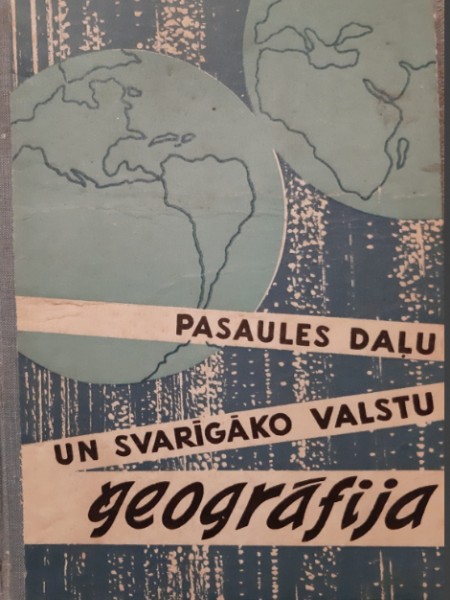 PASAULES DAĻU
UN SVARĪGĀKO VALSTU
ģeogrāfija